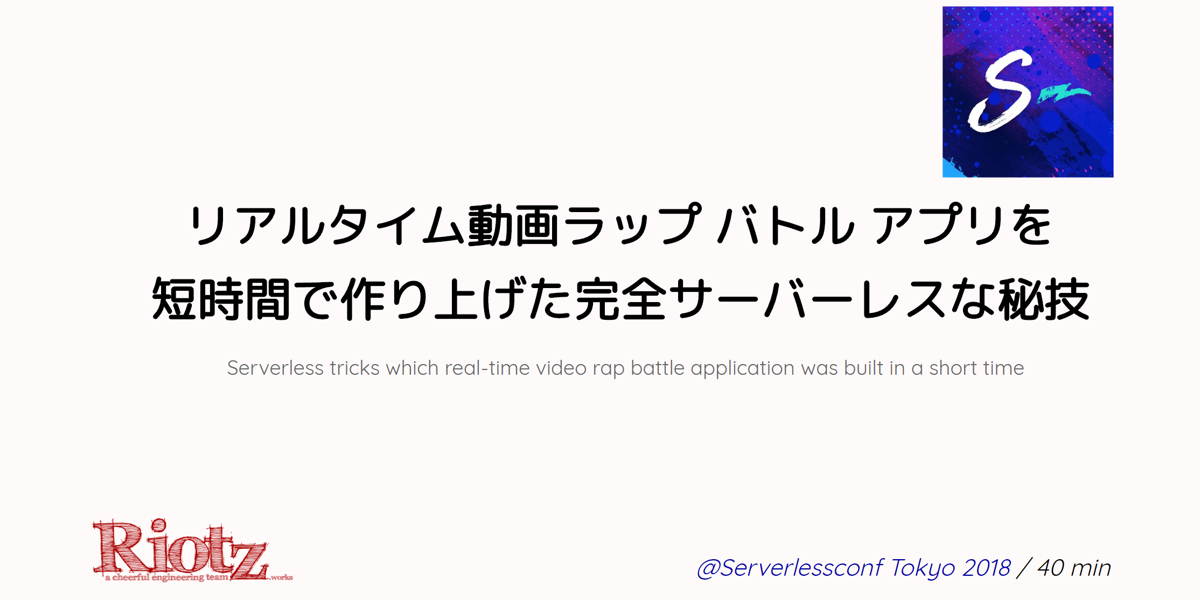 S
リアルタイム動画ラップ バトル アプリを
短時間で作り上げた完全サーバーレスな秘技
Serverless tricks which real-time video rap battle application was built in a short time
Riotz
a cheerful engineering team .works
@Serverlessconf Tokyo 2018 / 40 min